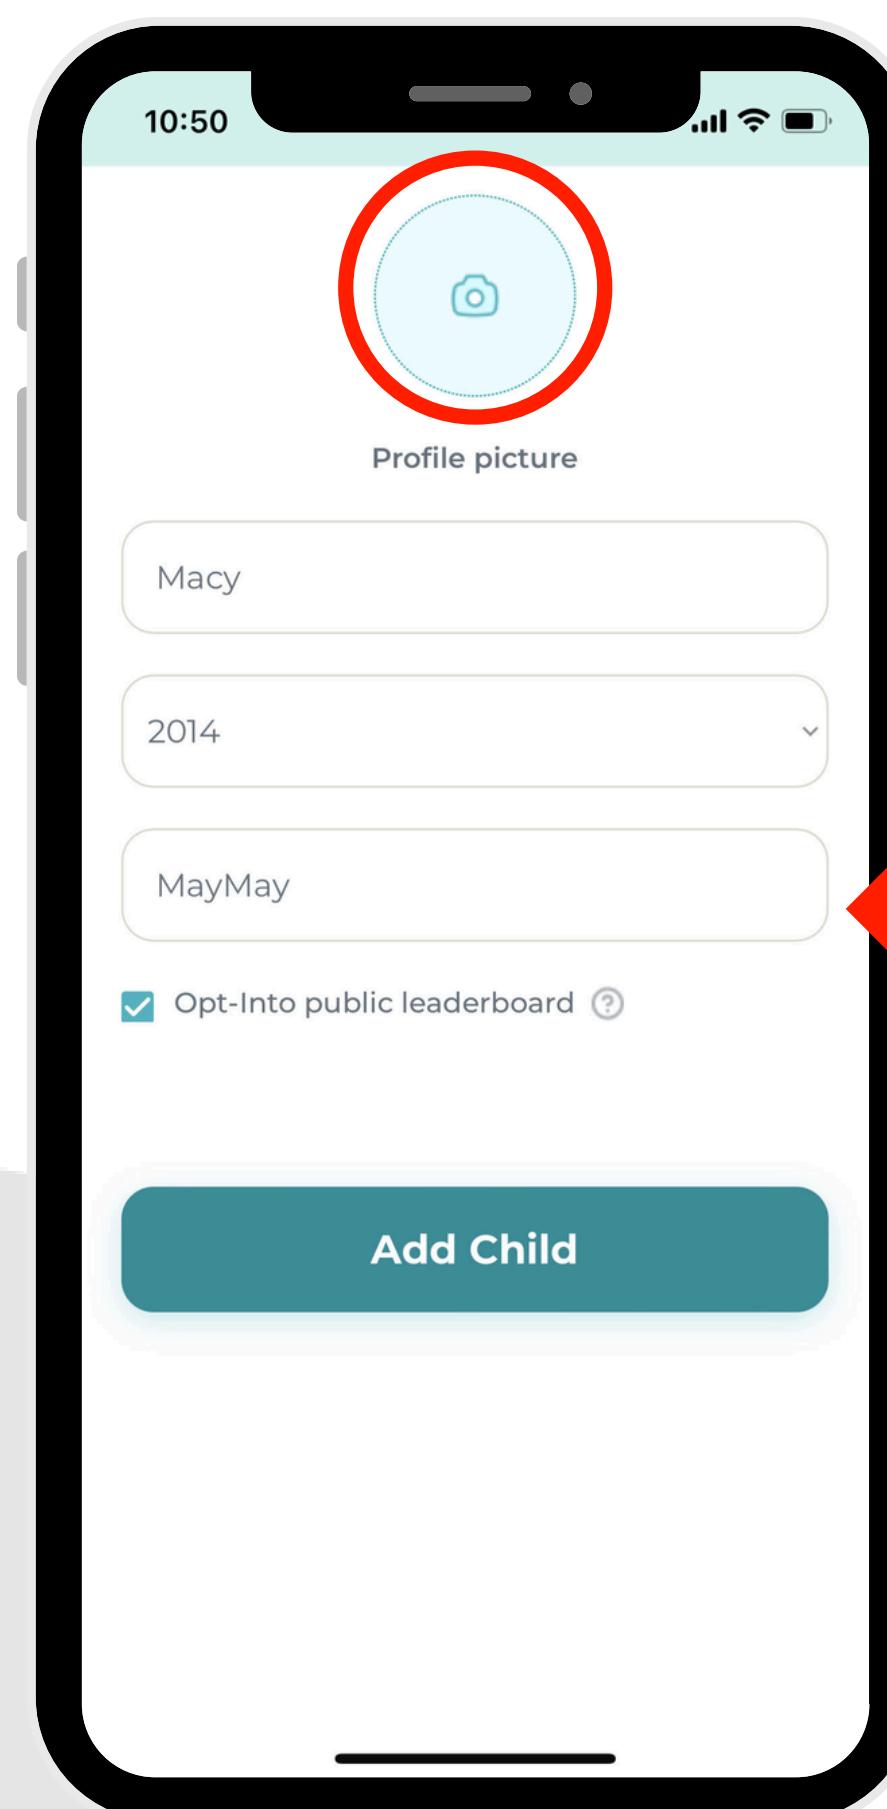 10:50
Profile picture
Macy
2014
MayMay
Opt-Into public leaderboard ?
Add Child